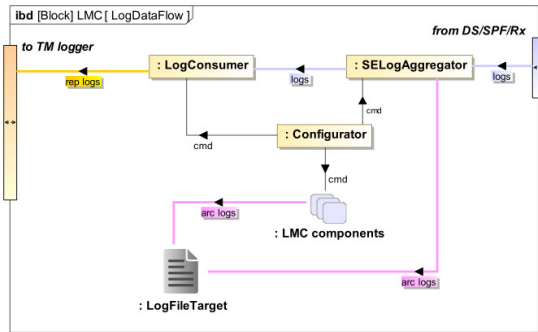 ibd [Block] LMC [ LogDataFlow ]
to TM logger
from DS/SPF/Rx
: LogConsumer
: SELogAggregator
rep logs
logs
logs
cmd
: Configurator
cmd
cmd
arc logs
: LMC components
arc logs
: LogFileTarget